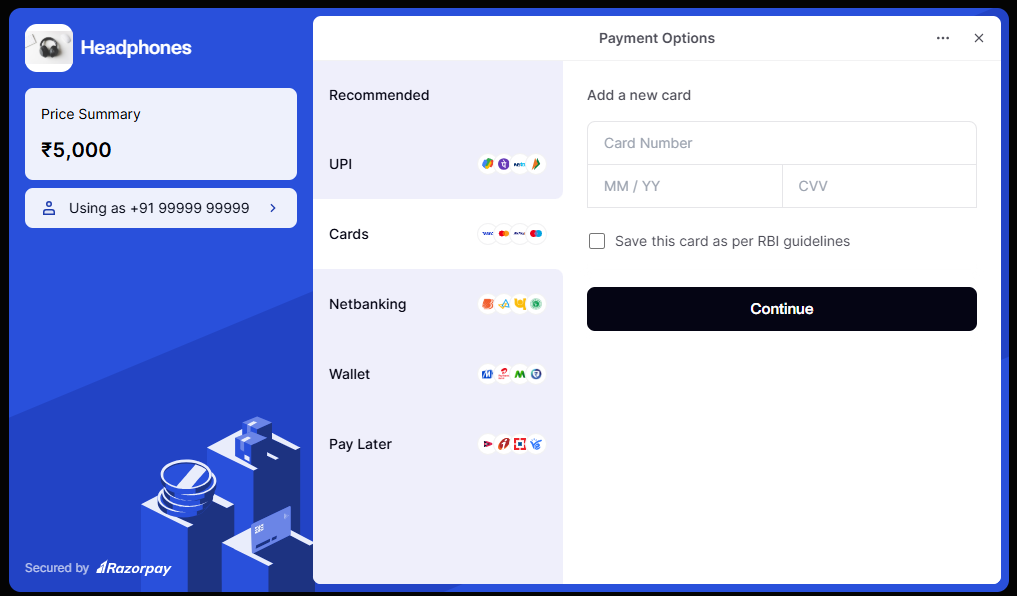 Headphones
Price Summary
₹5,000
Using as +91 99999 99999
Secured by Razorpay
Payment Options
Recommended
UPI
Cards
Netbanking
Wallet
Pay Later
Add a new card
Card Number
MM / YY
CVV
Save this card as per RBI guidelines
Continue